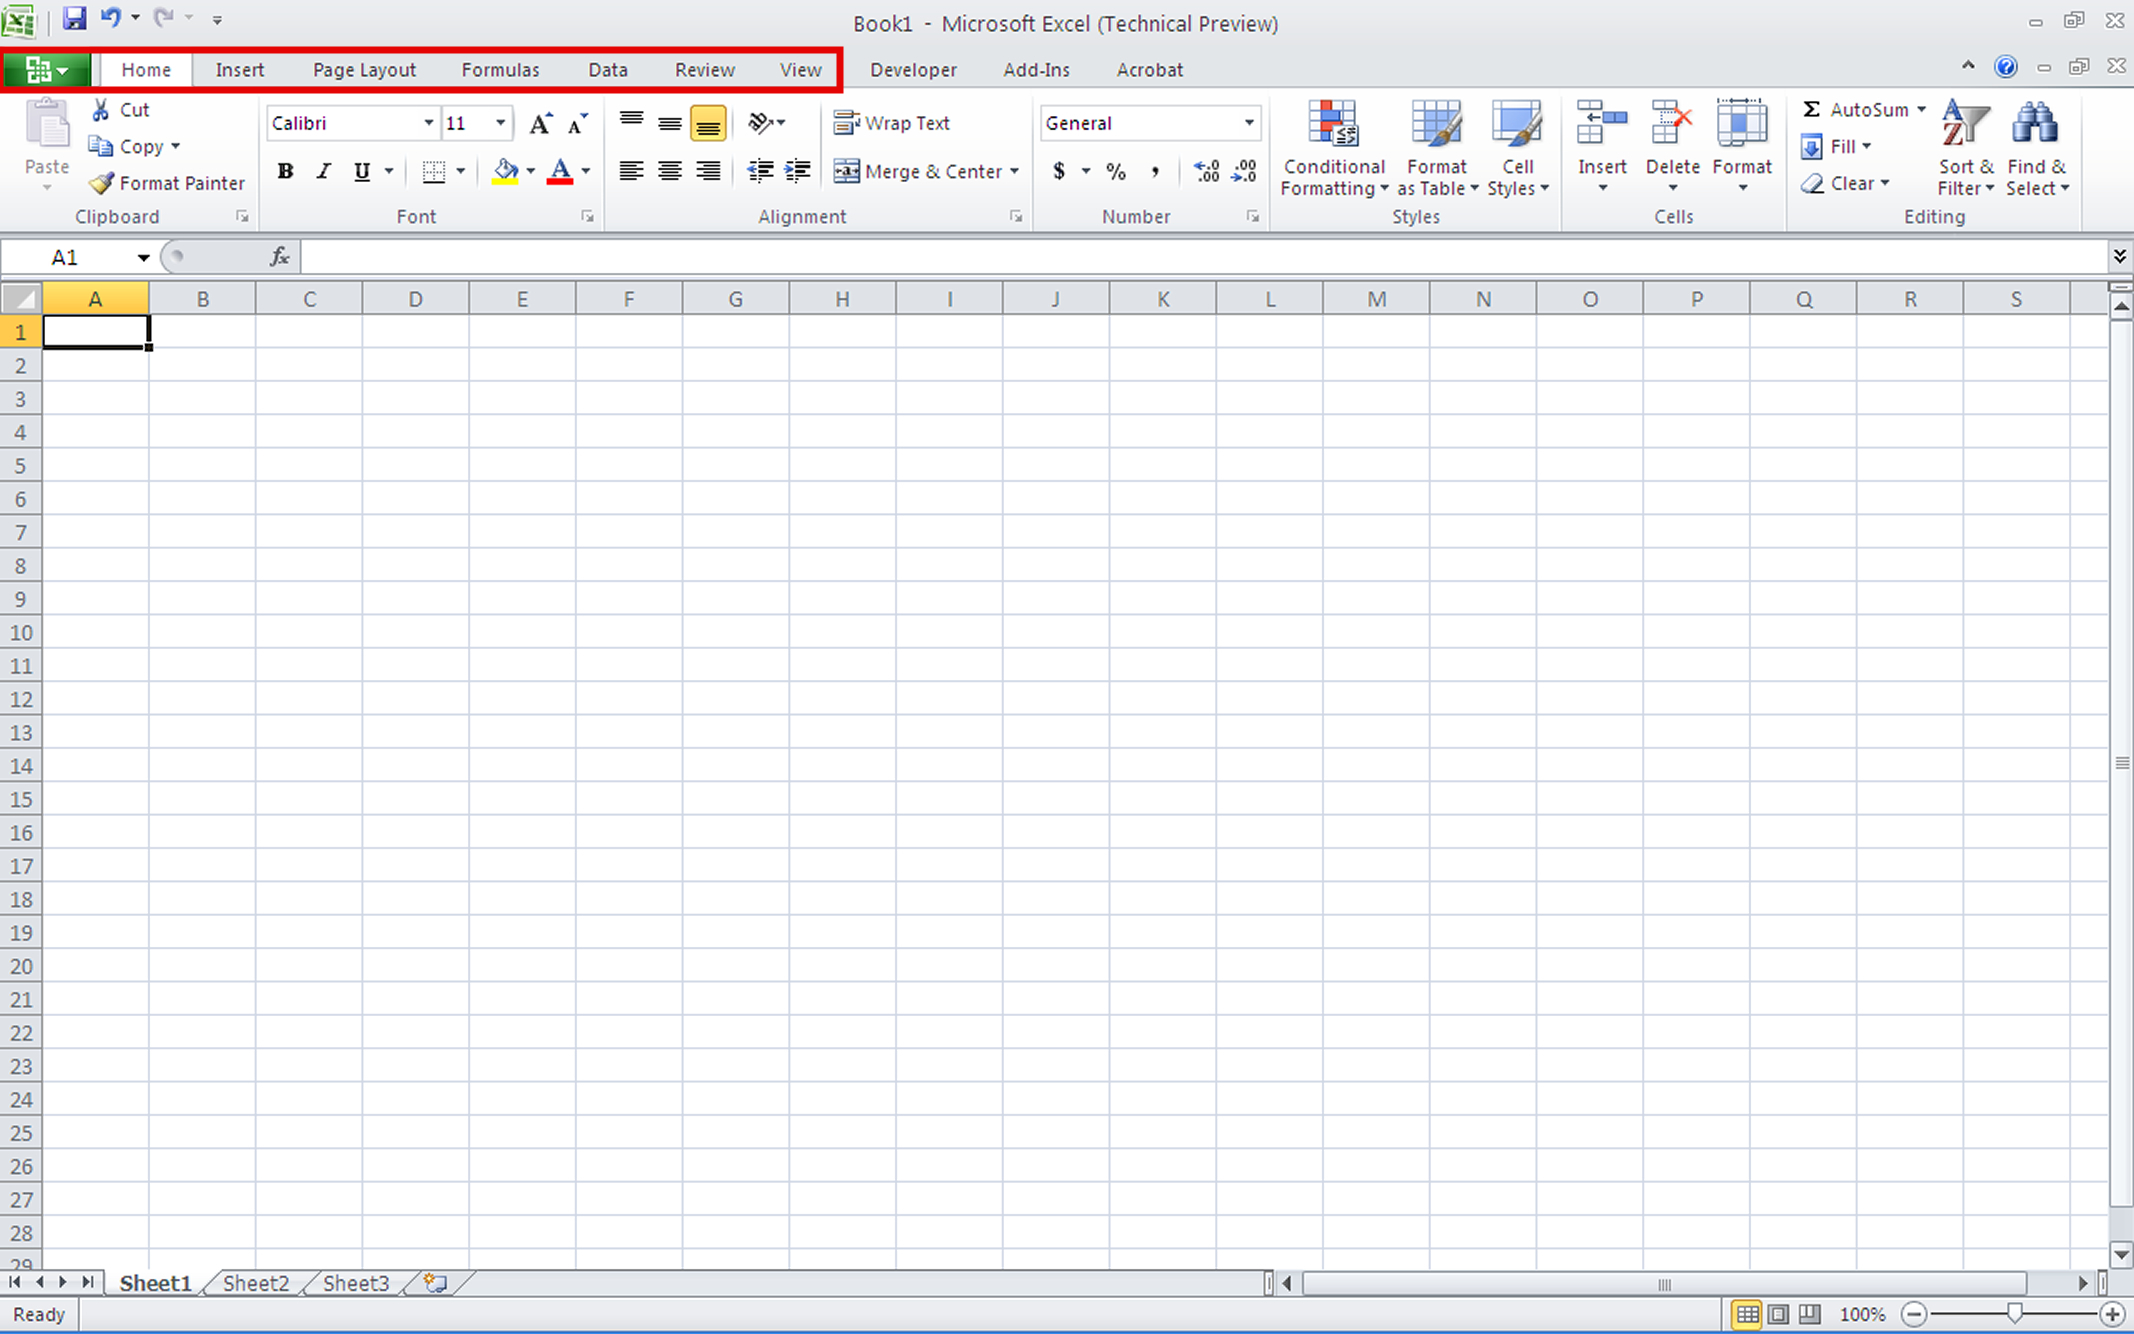 Book1 - Microsoft Excel (Technical Preview)
Home Insert Page Layout Formulas Data Review View Developer Add-Ins Acrobat
Paste
Cut
Copy
Format Painter
Clipboard
Calibri 11
B I U A
Font
Wrap Text
Merge & Center
Alignment
General
$ % ,
Number
Conditional Formatting
Format as Table
Cell Styles
Styles
Insert Delete Format
Cells
Σ AutoSum
Fill
Clear
Sort & Filter
Find & Select
Editing
A1 fx
A B C D E F G H I J K L M N O P Q R S
1
2
3
4
5
6
7
8
9
10
11
12
13
14
15
16
17
18
19
20
21
22
23
24
25
26
27
28
29
Sheet1 Sheet2 Sheet3
Ready 100%